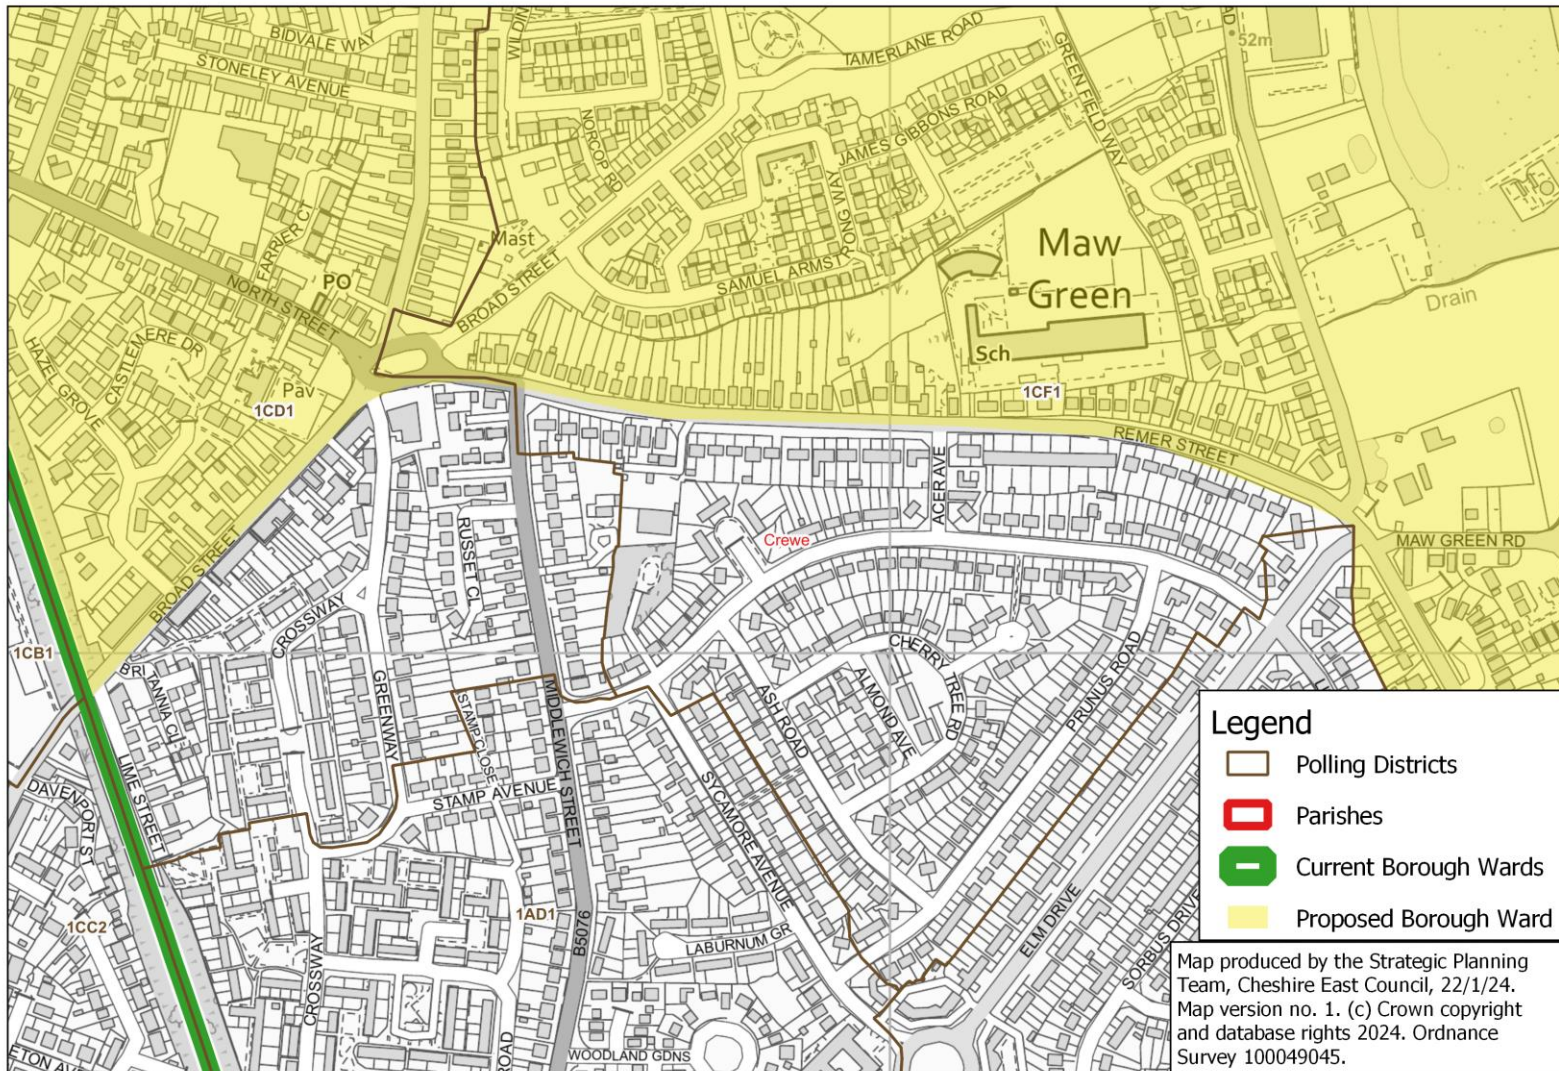 BIDVALE WAY
STONELEY AVENUE
TAMERLANE ROAD
GREEN FIELD WAY
52m
NORCOP RD
JAMES GIBBONS ROAD
FARRIER CT
PO
Mast
BROAD STREET
SAMUEL ARMSTRONG WAY
Maw
Green
NORTH STREET
Drain
HAZEL GROVE
CASTLEMERE DR
Pav
1CD1
Sch
1CF1
REMER STREET
ACER AVE
RUSSET CL
Crewe
MAW GREEN RD
BROAD STREET
CROSSWAY
1CB1
BRITANNIA CL
GREENWAY
STAMP CLOSE
MIDDLEWICH STREET
CHERRY TREE RD
ASH ROAD
ALMOND AVE
PRUNUS ROAD
LIME STREET
DAVENPORT ST
STAMP AVENUE
SYCAMORE AVENUE
1CC2
1AD1
B5076
CROSSWAY
LABURNUM GR
ELM DRIVE
SORBUS DRIVE
WOODLAND GDNS
ROAD
Legend
Polling Districts
Parishes
Current Borough Wards
Proposed Borough Ward
Map produced by the Strategic Planning
Team, Cheshire East Council, 22/1/24.
Map version no. 1. (c) Crown copyright
and database rights 2024. Ordnance
Survey 100049045.